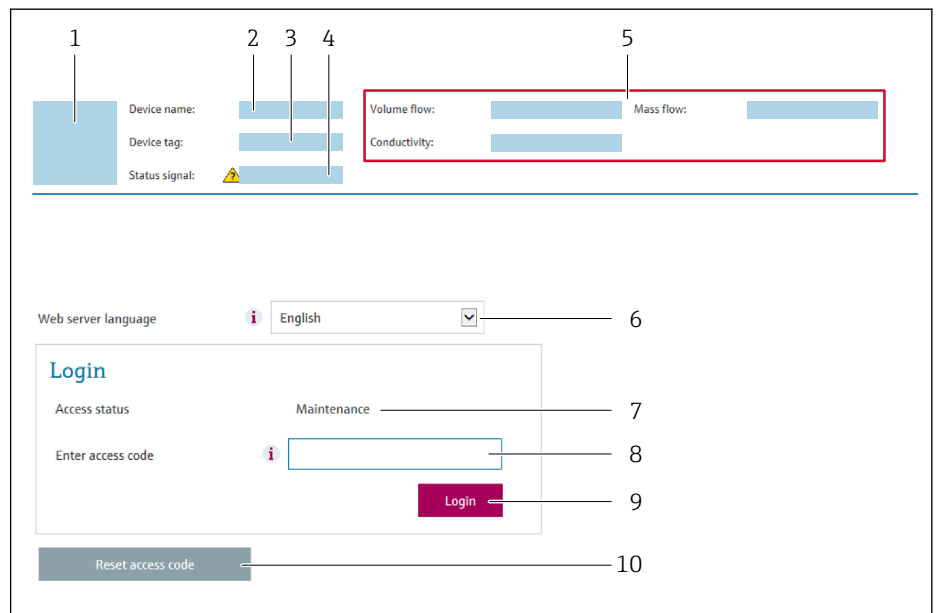 1 2 3 4 5
Device name: Volume flow: Mass flow:
Device tag: Conductivity:
Status signal: ?
Web server language i English 6
Login
Access status Maintenance 7
Enter access code i 8
Login 9
Reset access code 10